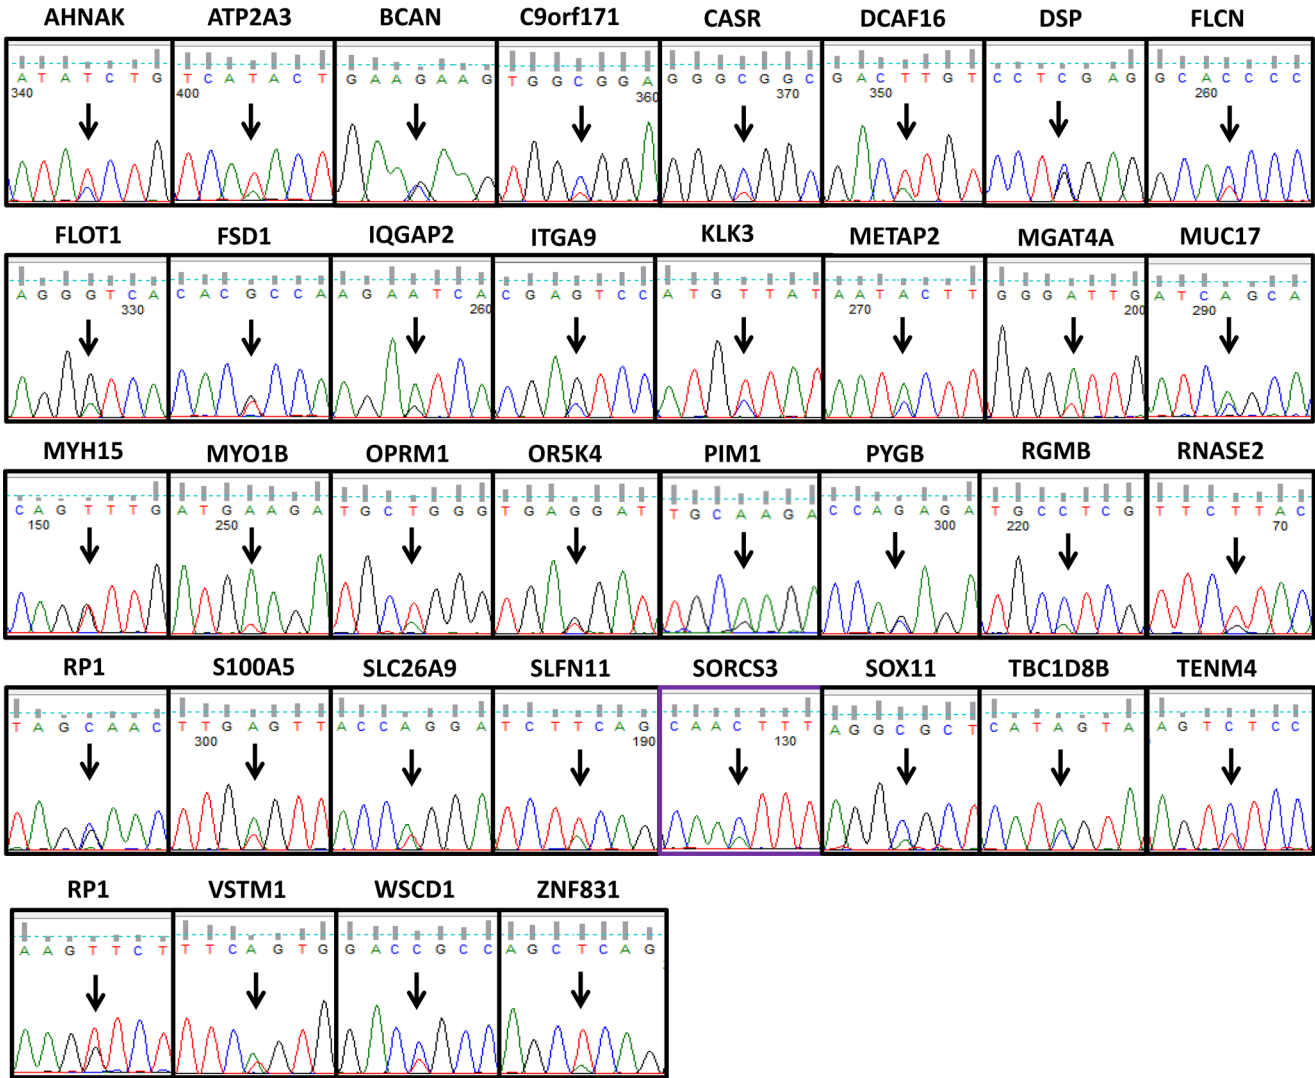 AHNAK ATP2A3 BCAN C9orf171 CASR DCAF16 DSP FLCN
A T A T C T G T C A T A C T G A A G A A G T G G C G G A G G G C G G C G A C T T G T C C T C G A G G C A C C C C
340 400 360 370 350 260
FLOT1 FSD1 IQGAP2 ITGA9 KLK3 METAP2 MGAT4A MUC17
A G G G T C A C A C G C C A A G A A T C A C G A G T C C A T G T T A T A A T A C T T G G G A T T G A T C A G C A
330 260 270 200 290
MYH15 MYO1B OPRM1 OR5K4 PIM1 PYGB RGMB RNASE2
C A G T T T G A T G A A G A T G C T G G G T G A G G A T T G C A A G A C C A G A G A T G C C T C G T T C T T A C
150 250 300 220 70
RP1 S100A5 SLC26A9 SLFN11 SORCS3 SOX11 TBC1D8B TENM4
T A G C A A C T T G A G T T A C C A G G A T C T T C A G C A A C T T T A G G C G C T C A T A G T A A G T C T C C
300 190 130
RP1 VSTM1 WSCD1 ZNF831
A A G T T C T T T C A G T G G A C C G C C A G C T C A G